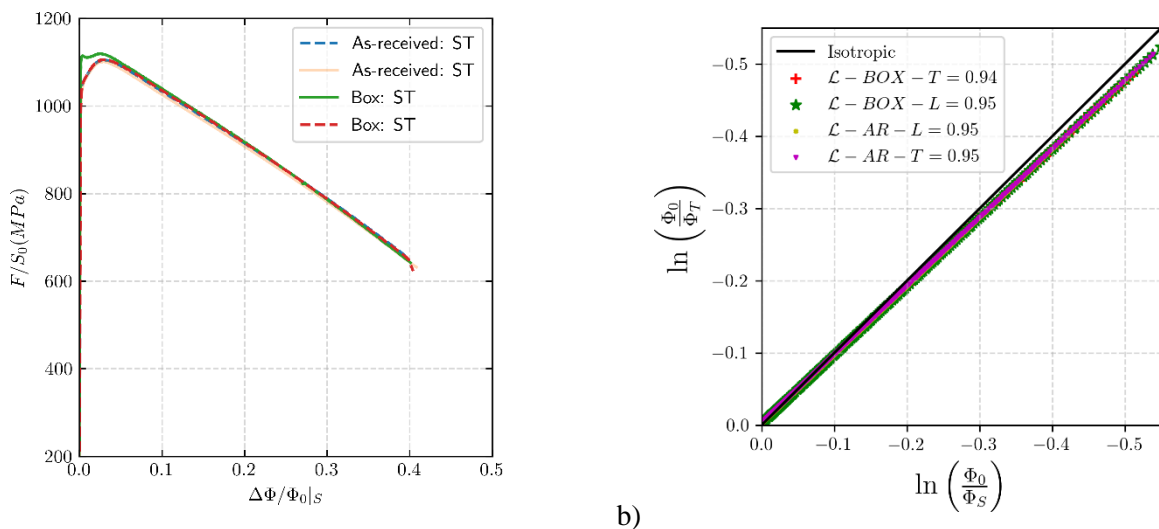 1200
1000
800
600
400
200
0.0 0.1 0.2 0.3 0.4 0.5
F/S₀(MPa)
ΔΦ/Φ₀|_S
As-received: ST
As-received: ST
Box: ST
Box: ST
b)
−0.5
−0.4
−0.3
−0.2
−0.1
0.0
0.0 −0.1 −0.2 −0.3 −0.4 −0.5
ln (Φ₀/Φ_T)
ln (Φ₀/Φ_S)
Isotropic
ℒ − BOX − T = 0.94
ℒ − BOX − L = 0.95
ℒ − AR − L = 0.95
ℒ − AR − T = 0.95